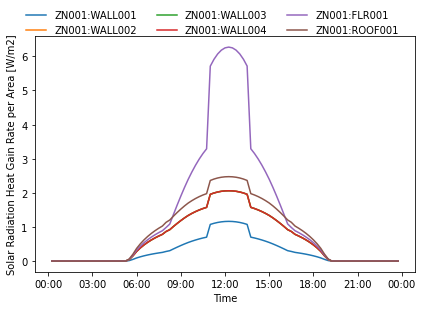 ZN001:WALL001 ZN001:WALL003 ZN001:FLR001
ZN001:WALL002 ZN001:WALL004 ZN001:ROOF001
Solar Radiation Heat Gain Rate per Area [W/m2]
6
5
4
3
2
1
0
00:00 03:00 06:00 09:00 12:00 15:00 18:00 21:00 00:00
Time